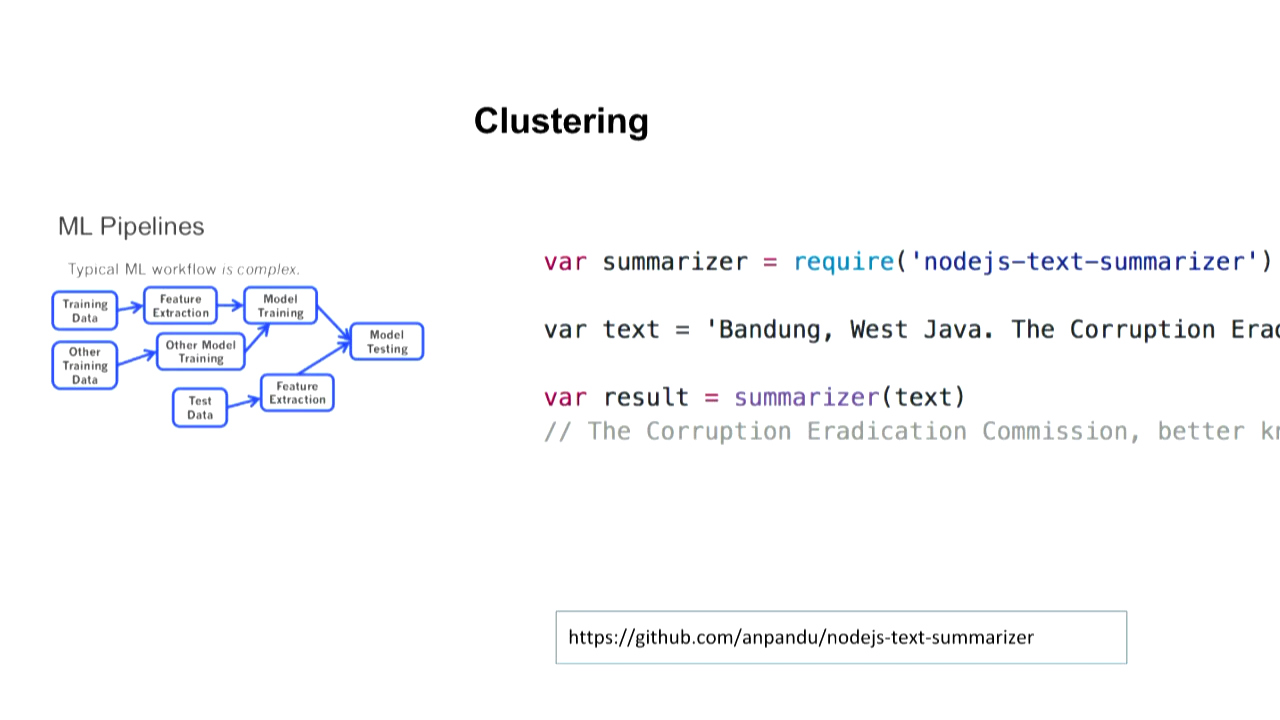 Clustering
ML Pipelines
Typical ML workflow is complex.
Training
Data
Feature
Extraction
Model
Training
Other
Training
Data
Other Model
Training
Model
Testing
Test
Data
Feature
Extraction
var summarizer = require('nodejs-text-summarizer')
var text = 'Bandung, West Java. The Corruption
var result = summarizer(text)
// The Corruption Eradication Commission, better
https://github.com/anpandu/nodejs-text-summarizer